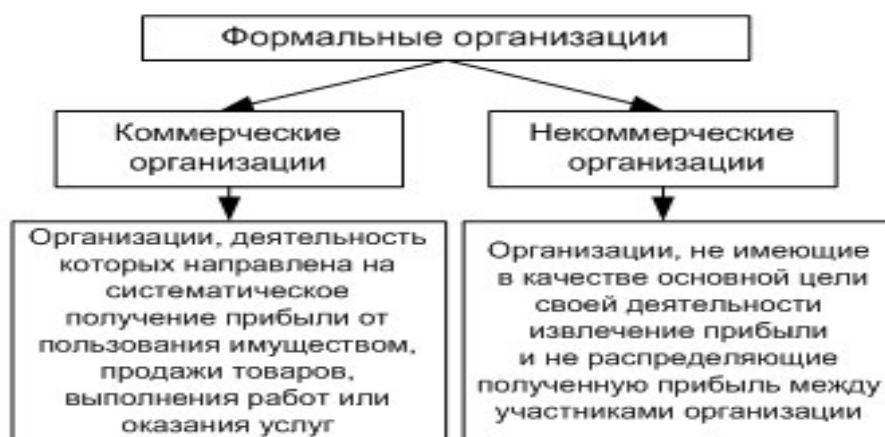 Формальные организации
Коммерческие
организации
Некоммерческие
организации
Организации, деятельность
которых направлена на
систематическое
получение прибыли от
пользования имуществом,
продажи товаров,
выполнения работ или
оказания услуг
Организации, не имеющие
в качестве основной цели
своей деятельности
извлечение прибыли
и не распределяющие
полученную прибыль между
участниками организации